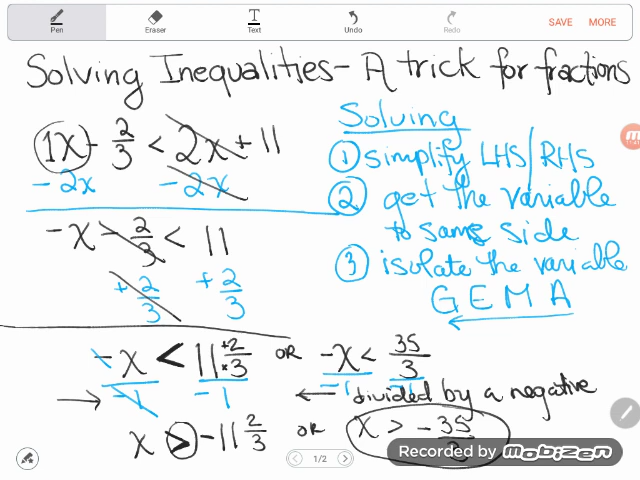 Pen Eraser Text Undo Redo SAVE MORE
Solving Inequalities - A trick for fractions
1x - 2/3 < 2x + 11
-2x -2x
-x - 2/3 < 11
+ 2/3 + 2/3
-x < 11 + 2/3 OR -x < 35/3
-1 -1 -1 -1
→ ← divided by a negative
x > -11 2/3 or x > -35/3
Solving
① simplify LHS/RHS
② get the variable
to same side
③ isolate the variable
G E M A
1/2
Recorded by
mobizen